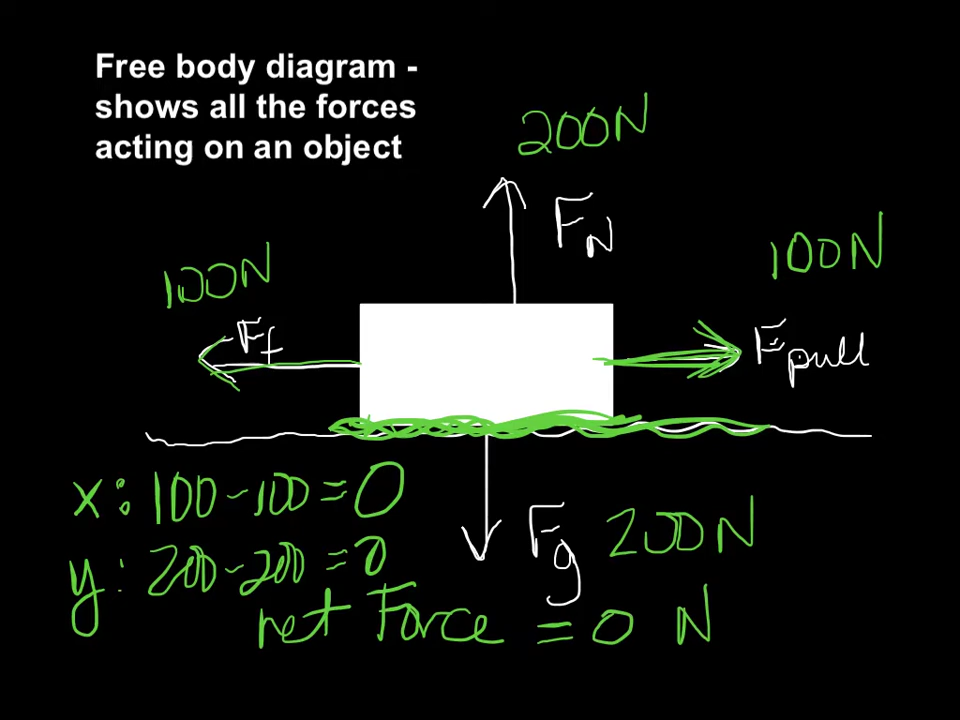 Free body diagram -
shows all the forces
acting on an object
200N
FN
100N
100N
Ff
Fpull
x: 100-100=0
Fg 200N
y: 200-200=0
net Force = 0 N